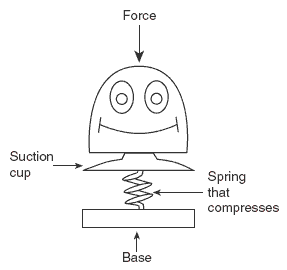 Force
Suction
cup
Spring
that
compresses
Base